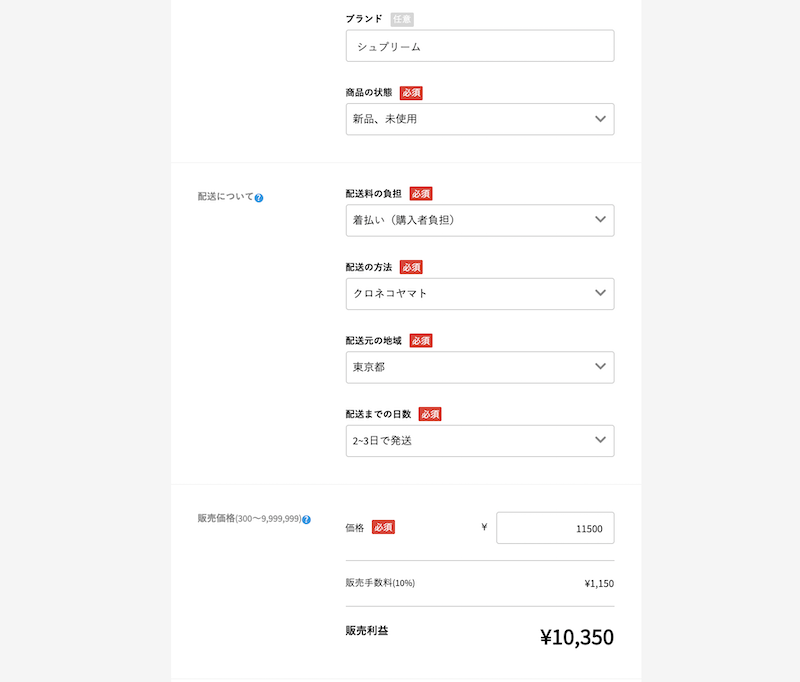 ブランド 任意
シュプリーム
商品の状態 必須
新品、未使用
配送について ?
配送料の負担 必須
着払い（購入者負担）
配送の方法 必須
クロネコヤマト
配送元の地域 必須
東京都
配送までの日数 必須
2~3日で発送
販売価格(300〜9,999,999) ?
価格 必須 ¥ 11500
販売手数料(10%) ¥1,150
販売利益 ¥10,350